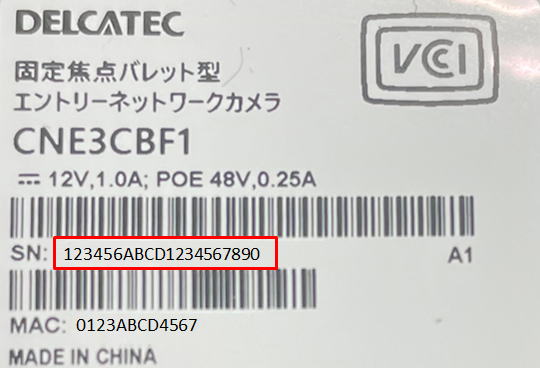 DELCATEC
VCCI
固定焦点バレット型
エントリーネットワークカメラ
CNE3CBF1
⎓ 12V,1.0A; POE 48V,0.25A
SN: 123456ABCD1234567890
A1
MAC: 0123ABCD4567
MADE IN CHINA